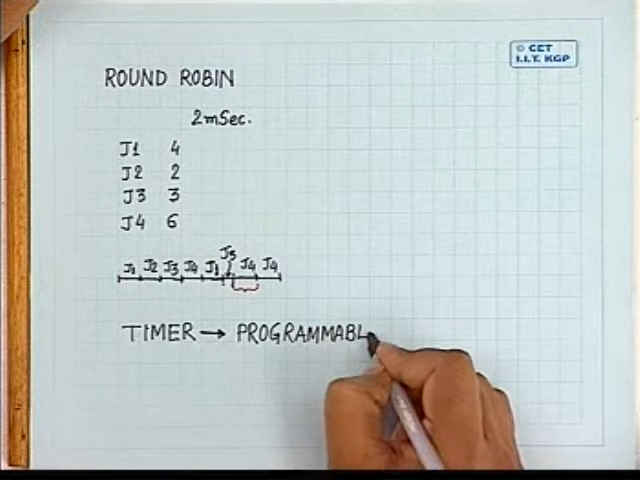 © CET
I.I.T. KGP
ROUND ROBIN
2mSec.
J1 4
J2 2
J3 3
J4 6
J1 J2 J3 J4 J1 J3 J4 J4
TIMER → PROGRAMMABL